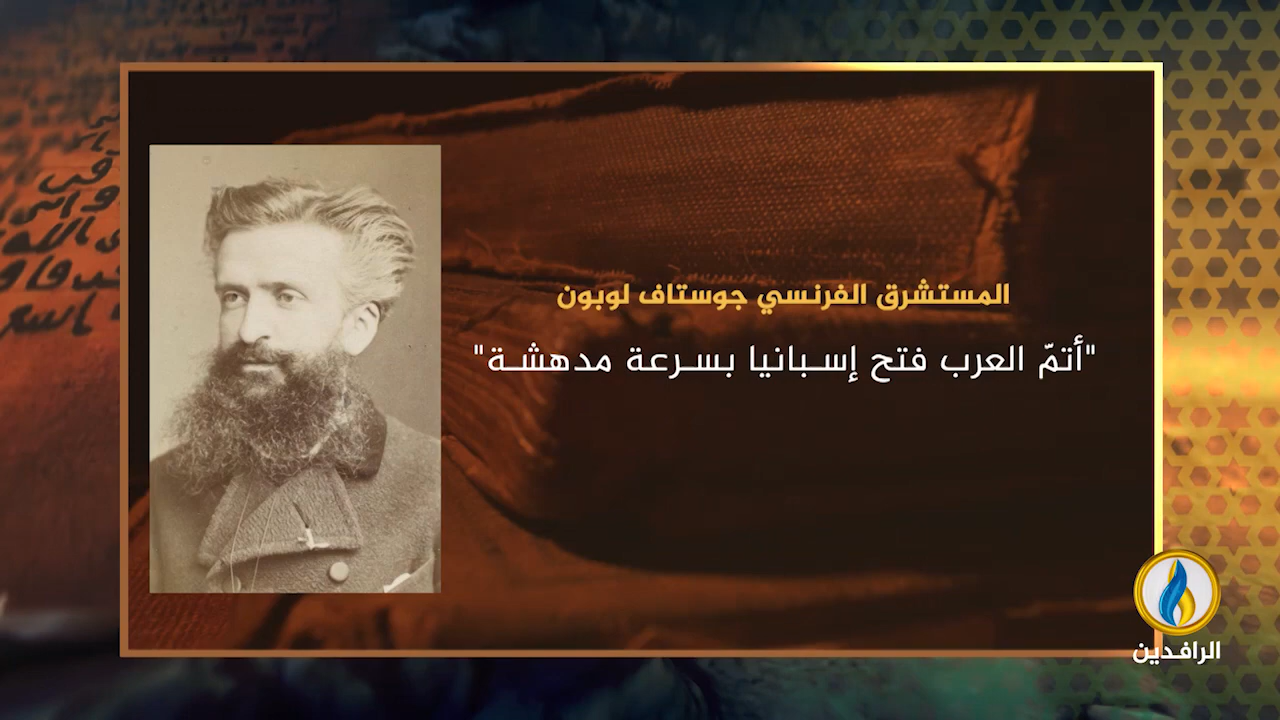 المستشرق الفرنسي جوستاف لوبون
"أتمّ العرب فتح إسبانيا بسرعة مدهشة"
الرافدين